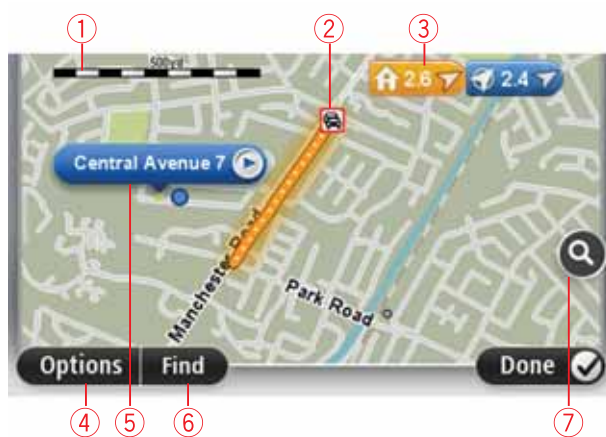 1 2 3
500yd
2.6 2.4
Central Avenue 7
Manchester Road
Park Road
Options Find Done
4 5 6 7